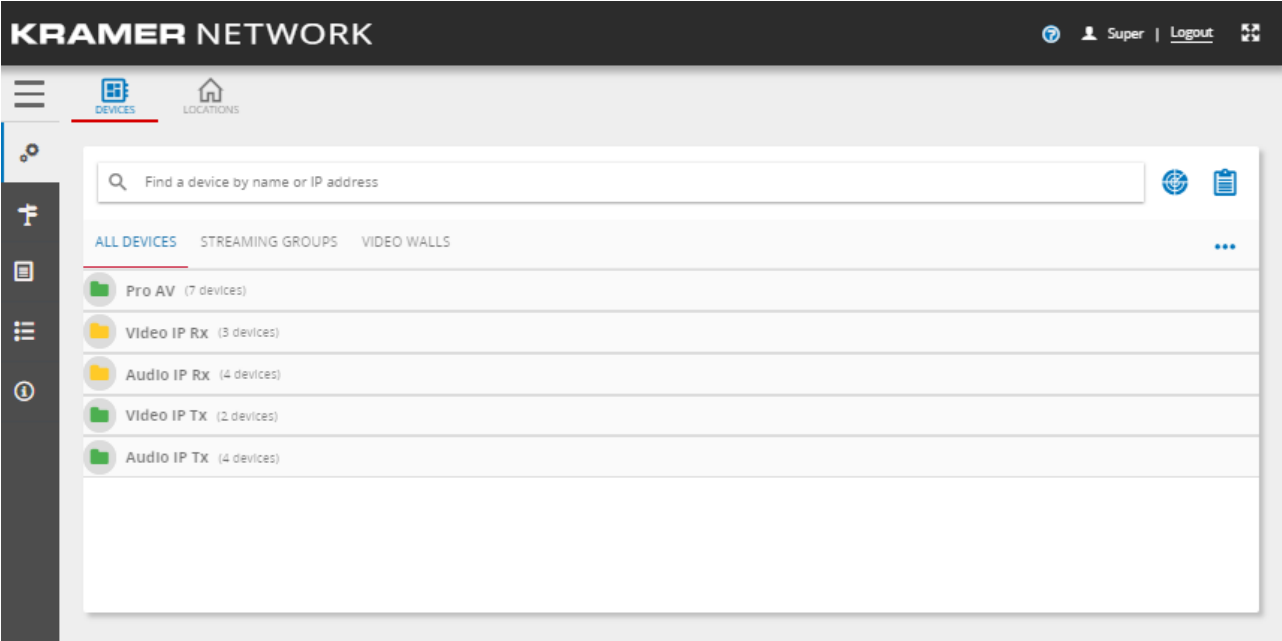 KRAMER NETWORK
? Super | Logout
DEVICES LOCATIONS
Find a device by name or IP address
ALL DEVICES STREAMING GROUPS VIDEO WALLS
Pro AV (7 devices)
Video IP Rx (3 devices)
Audio IP Rx (4 devices)
Video IP Tx (2 devices)
Audio IP Tx (4 devices)